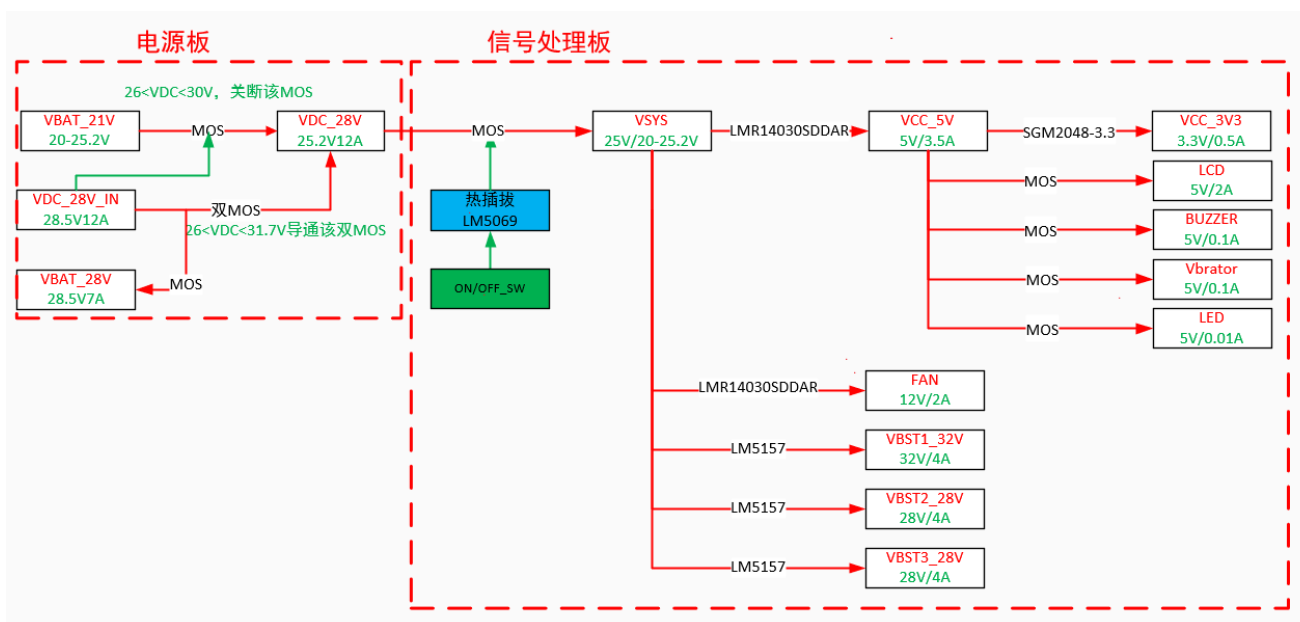 电源板
信号处理板
26<VDC<30V，关断该MOS
VBAT_21V
20-25.2V
MOS
VDC_28V
25.2V12A
MOS
VSYS
25V/20-25.2V
LMR14030SDDAR
VCC_5V
5V/3.5A
SGM2048-3.3
VCC_3V3
3.3V/0.5A
VDC_28V_IN
28.5V12A
双MOS
26<VDC<31.7V导通该双MOS
热插拔
LM5069
MOS
LCD
5V/2A
MOS
BUZZER
5V/0.1A
VBAT_28V
28.5V7A
MOS
ON/OFF_SW
MOS
Vbrator
5V/0.1A
MOS
LED
5V/0.01A
LMR14030SDDAR
FAN
12V/2A
LM5157
VBST1_32V
32V/4A
LM5157
VBST2_28V
28V/4A
LM5157
VBST3_28V
28V/4A